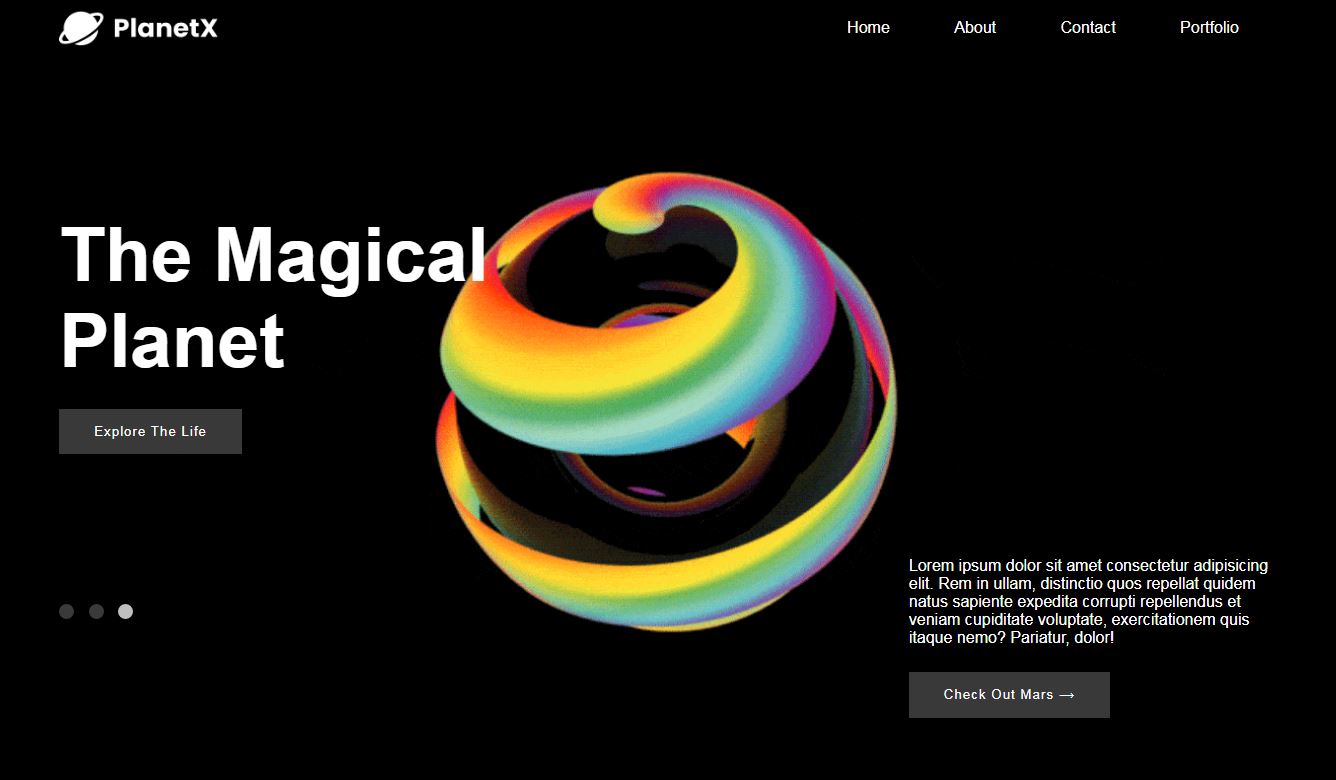 PlanetX
Home About Contact Portfolio
The Magical
Planet
Explore The Life
Lorem ipsum dolor sit amet consectetur adipisicing
elit. Rem in ullam, distinctio quos repellat quidem
natus sapiente expedita corrupti repellendus et
veniam cupiditate voluptate, exercitationem quis
itaque nemo? Pariatur, dolor!
Check Out Mars ⟶